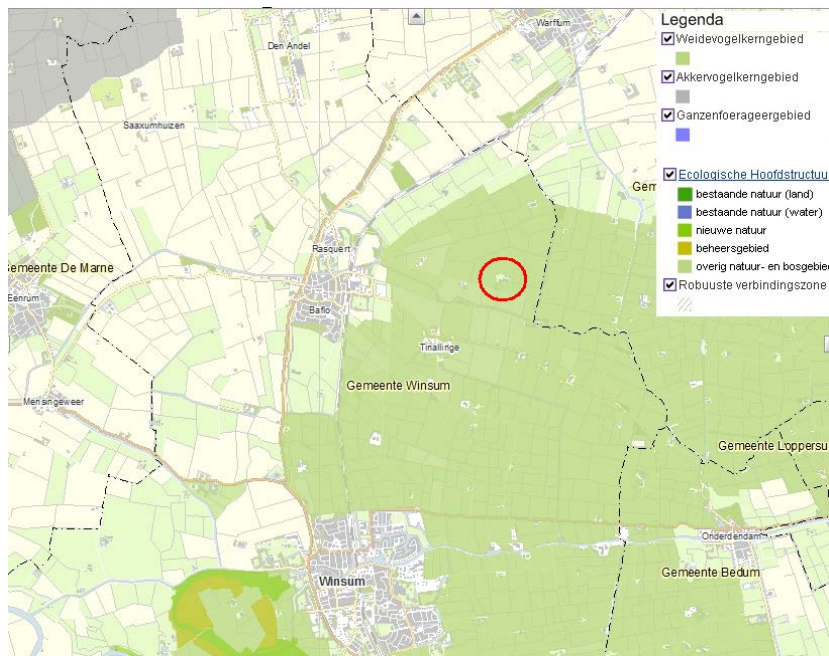 Warffum
Den Andel
Saaxumhuizen
Rasquert
Gemeente De Marne
Eenrum
Baflo
Tinallinge
Gemeente Winsum
Mensingeweer
Gemeente Loppersu
Onderdendam
Winsum
Gemeente Bedum
Gem
Legenda
Weidevogelkerngebied
Akkervogelkerngebied
Ganzenfoerageergebied
Ecologische Hoofdstructuu
bestaande natuur (land)
bestaande natuur (water)
nieuwe natuur
beheersgebied
overig natuur- en bosgebied
Robuuste verbindingszone